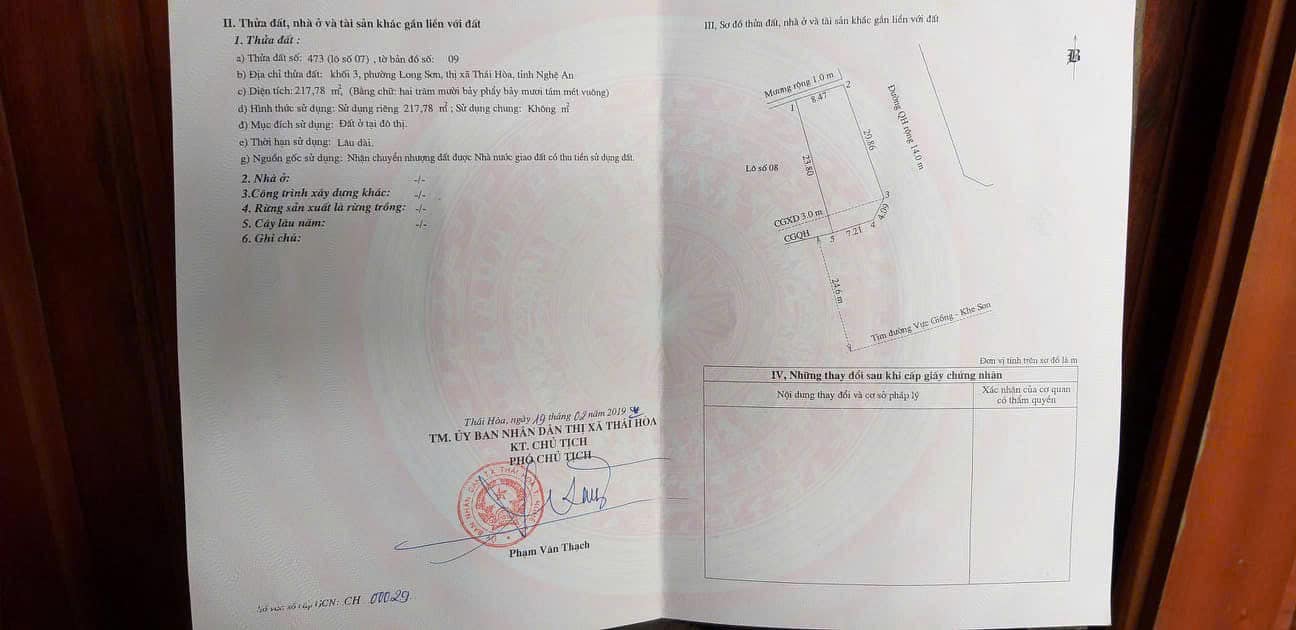 II. Thửa đất, nhà ở và tài sản khác gắn liền với đất
1. Thửa đất :
a) Thửa đất số: 473 (lô số 07) , tờ bản đồ số: 09
b) Địa chỉ thửa đất: khối 3, phường Long Sơn, thị xã Thái Hòa, tỉnh Nghệ An
c) Diện tích: 217,78 m², (Bằng chữ: hai trăm mười bảy phẩy bảy mươi tám mét vuông)
d) Hình thức sử dụng: Sử dụng riêng 217,78 m² ; Sử dụng chung: Không m²
đ) Mục đích sử dụng: Đất ở tại đô thị.
e) Thời hạn sử dụng: Lâu dài.
g) Nguồn gốc sử dụng: Nhận chuyển nhượng đất được Nhà nước giao đất có thu tiền sử dụng đất.
2. Nhà ở: -/-
3.Công trình xây dựng khác: -/-
4. Rừng sản xuất là rừng trồng: -/-
5. Cây lâu năm: -/-
6. Ghi chú:
Thái Hòa, ngày 19 tháng 02 năm 2019
TM. ỦY BAN NHÂN DÂN THỊ XÃ THÁI HÒA
KT. CHỦ TỊCH
PHÓ CHỦ TỊCH
Phạm Văn Thạch
Số vào sổ cấp GCN: CH 00029
III, Sơ đồ thửa đất, nhà ở và tài sản khác gắn liền với đất
B
Mương rộng 1.0 m
1
8.47
2
Đường QH rộng 14.0 m
20.86
23.80
Lô số 08
3
CGXD 3.0 m
4.09
4
7.21
5
CGQH
24.6 m
Tim đường Vực Giồng - Khe Sơn
Đơn vị tính trên sơ đồ là m
IV, Những thay đổi sau khi cấp giấy chứng nhận
Nội dung thay đổi và cơ sở pháp lý
Xác nhận của cơ quan
có thẩm quyền